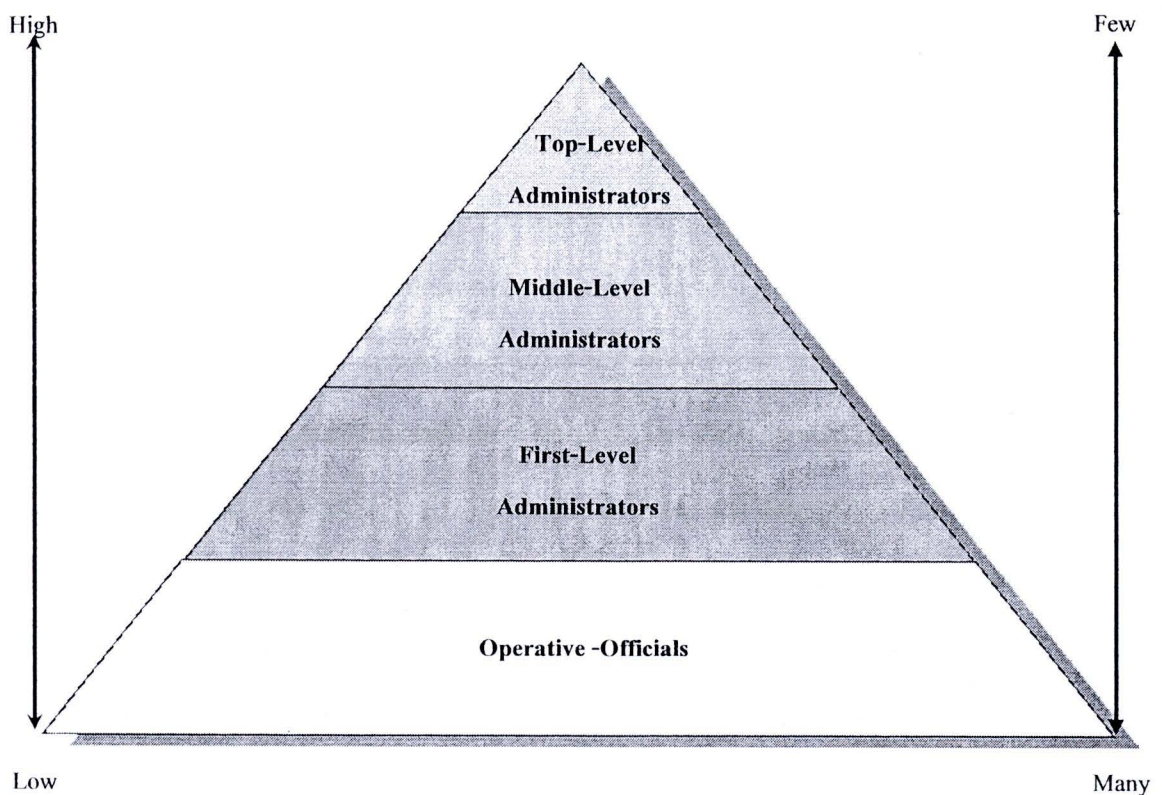 High
Few
Top-Level
Administrators
Middle-Level
Administrators
First-Level
Administrators
Operative -Officials
Low
Many